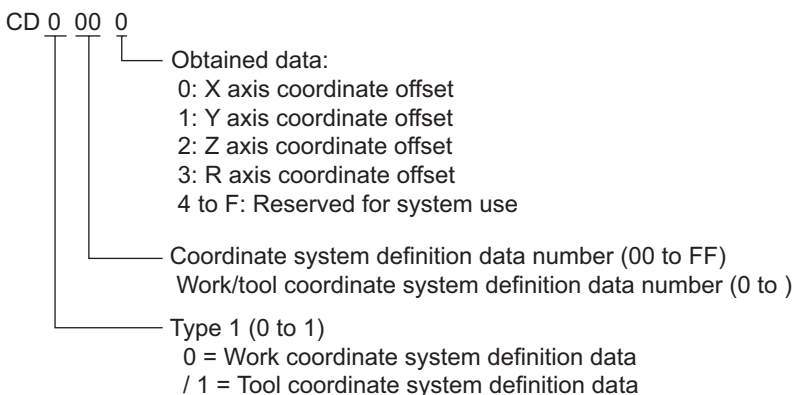 CD 0 00 0
Obtained data:
0: X axis coordinate offset
1: Y axis coordinate offset
2: Z axis coordinate offset
3: R axis coordinate offset
4 to F: Reserved for system use
Coordinate system definition data number (00 to FF)
Work/tool coordinate system definition data number (0 to )
Type 1 (0 to 1)
0 = Work coordinate system definition data
/ 1 = Tool coordinate system definition data